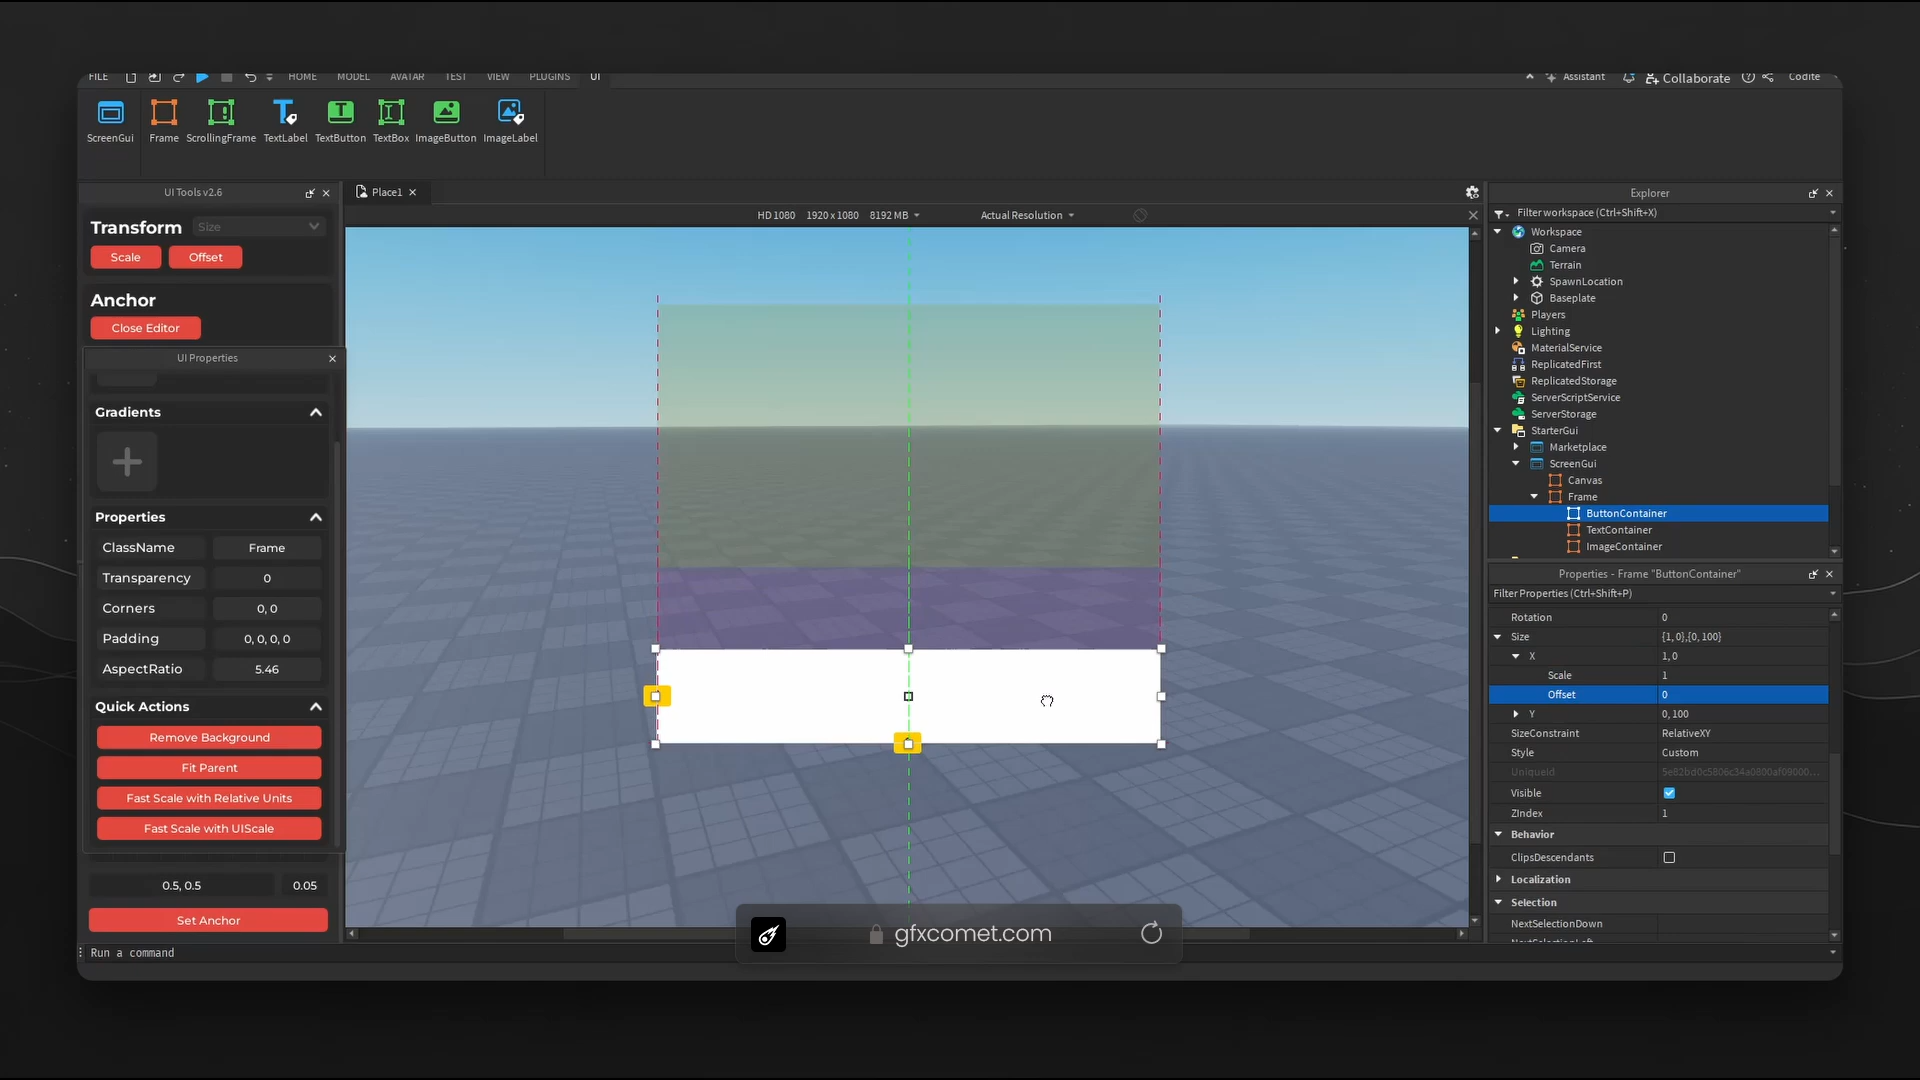 FILE HOME MODEL AVATAR TEST VIEW PLUGINS UI Assistant Collaborate Codite
ScreenGui Frame ScrollingFrame TextLabel TextButton TextBox ImageButton ImageLabel
UI Tools v2.6
Transform Size
Scale Offset
Anchor
Close Editor
UI Properties
Gradients
Properties
ClassName Frame
Transparency 0
Corners 0, 0
Padding 0, 0, 0, 0
AspectRatio 5.46
Quick Actions
Remove Background
Fit Parent
Fast Scale with Relative Units
Fast Scale with UIScale
0.5, 0.5 0.05
Set Anchor
Run a command
Place1
HD 1080 1920 x 1080 8192 MB Actual Resolution
gfxcomet.com
Explorer
Filter workspace (Ctrl+Shift+X)
Workspace
Camera
Terrain
SpawnLocation
Baseplate
Players
Lighting
MaterialService
ReplicatedFirst
ReplicatedStorage
ServerScriptService
ServerStorage
StarterGui
Marketplace
ScreenGui
Canvas
Frame
ButtonContainer
TextContainer
ImageContainer
Properties - Frame "ButtonContainer"
Filter Properties (Ctrl+Shift+P)
Rotation 0
Size {1, 0},{0, 100}
X 1, 0
Scale 1
Offset 0
Y 0, 100
SizeConstraint RelativeXY
Style Custom
UniqueId
Visible
ZIndex 1
Behavior
ClipsDescendants
Localization
Selection
NextSelectionDown